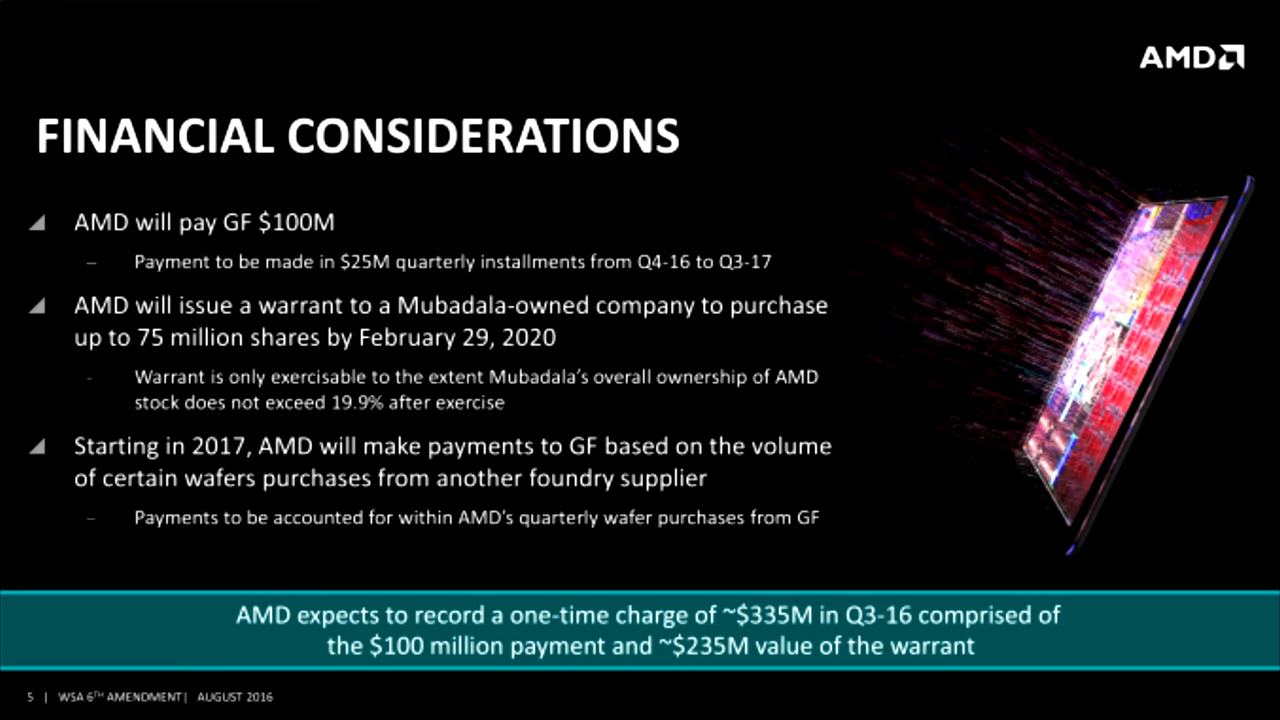 AMD
FINANCIAL CONSIDERATIONS
AMD will pay GF $100M
– Payment to be made in $25M quarterly installments from Q4-16 to Q3-17
AMD will issue a warrant to a Mubadala-owned company to purchase
up to 75 million shares by February 29, 2020
- Warrant is only exercisable to the extent Mubadala's overall ownership of AMD
stock does not exceed 19.9% after exercise
Starting in 2017, AMD will make payments to GF based on the volume
of certain wafers purchases from another foundry supplier
– Payments to be accounted for within AMD's quarterly wafer purchases from GF
AMD expects to record a one-time charge of ~$335M in Q3-16 comprised of
the $100 million payment and ~$235M value of the warrant
5 | WSA 6TH AMENDMENT| AUGUST 2016